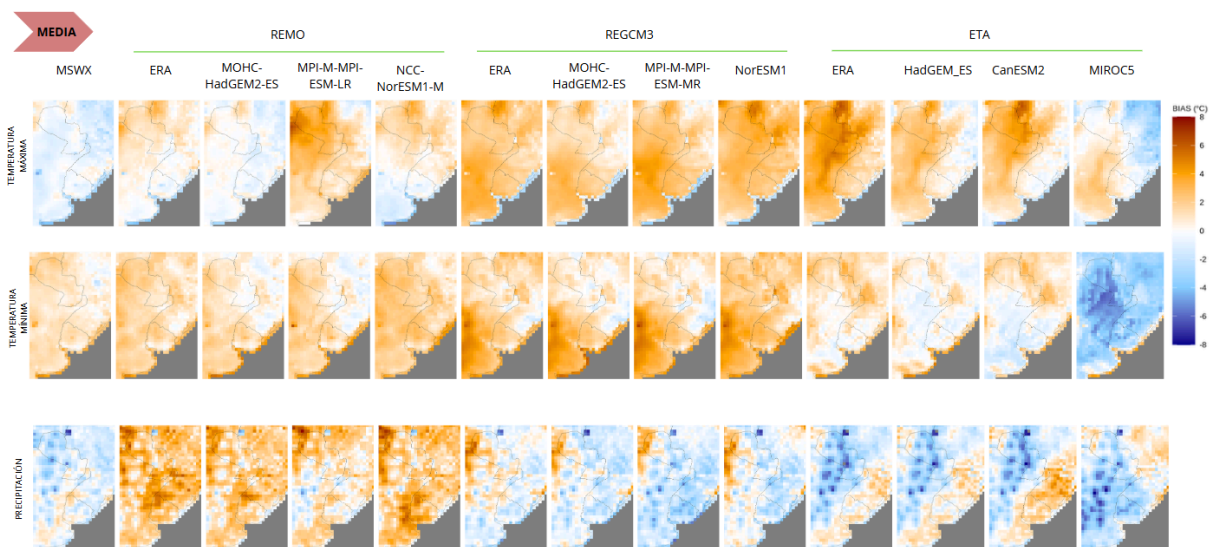 MEDIA
REMO
REGCM3
ETA
MSWX
ERA
MOHC-
HadGEM2-ES
MPI-M-MPI-
ESM-LR
NCC-
NorESM1-M
ERA
MOHC-
HadGEM2-ES
MPI-M-MPI-
ESM-MR
NorESM1
ERA
HadGEM_ES
CanESM2
MIROC5
TEMPERATURA
MÁXIMA
BIAS (°C)
8
6
4
2
0
-2
-4
-6
-8
TEMPERATURA
MÍNIMA
PRECIPITACIÓN